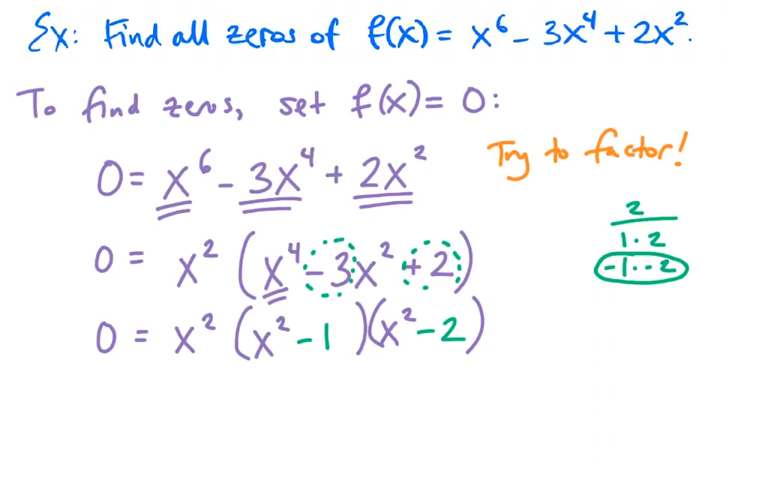 Ex: Find all zeros of f(x) = x⁶ - 3x⁴ + 2x².
To find zeros, set f(x) = 0:
Try to factor!
0 = x⁶ - 3x⁴ + 2x²
2
1 · 2
-1 · -2
0 = x² (x⁴ - 3x² + 2)
0 = x² (x² - 1)(x² - 2)